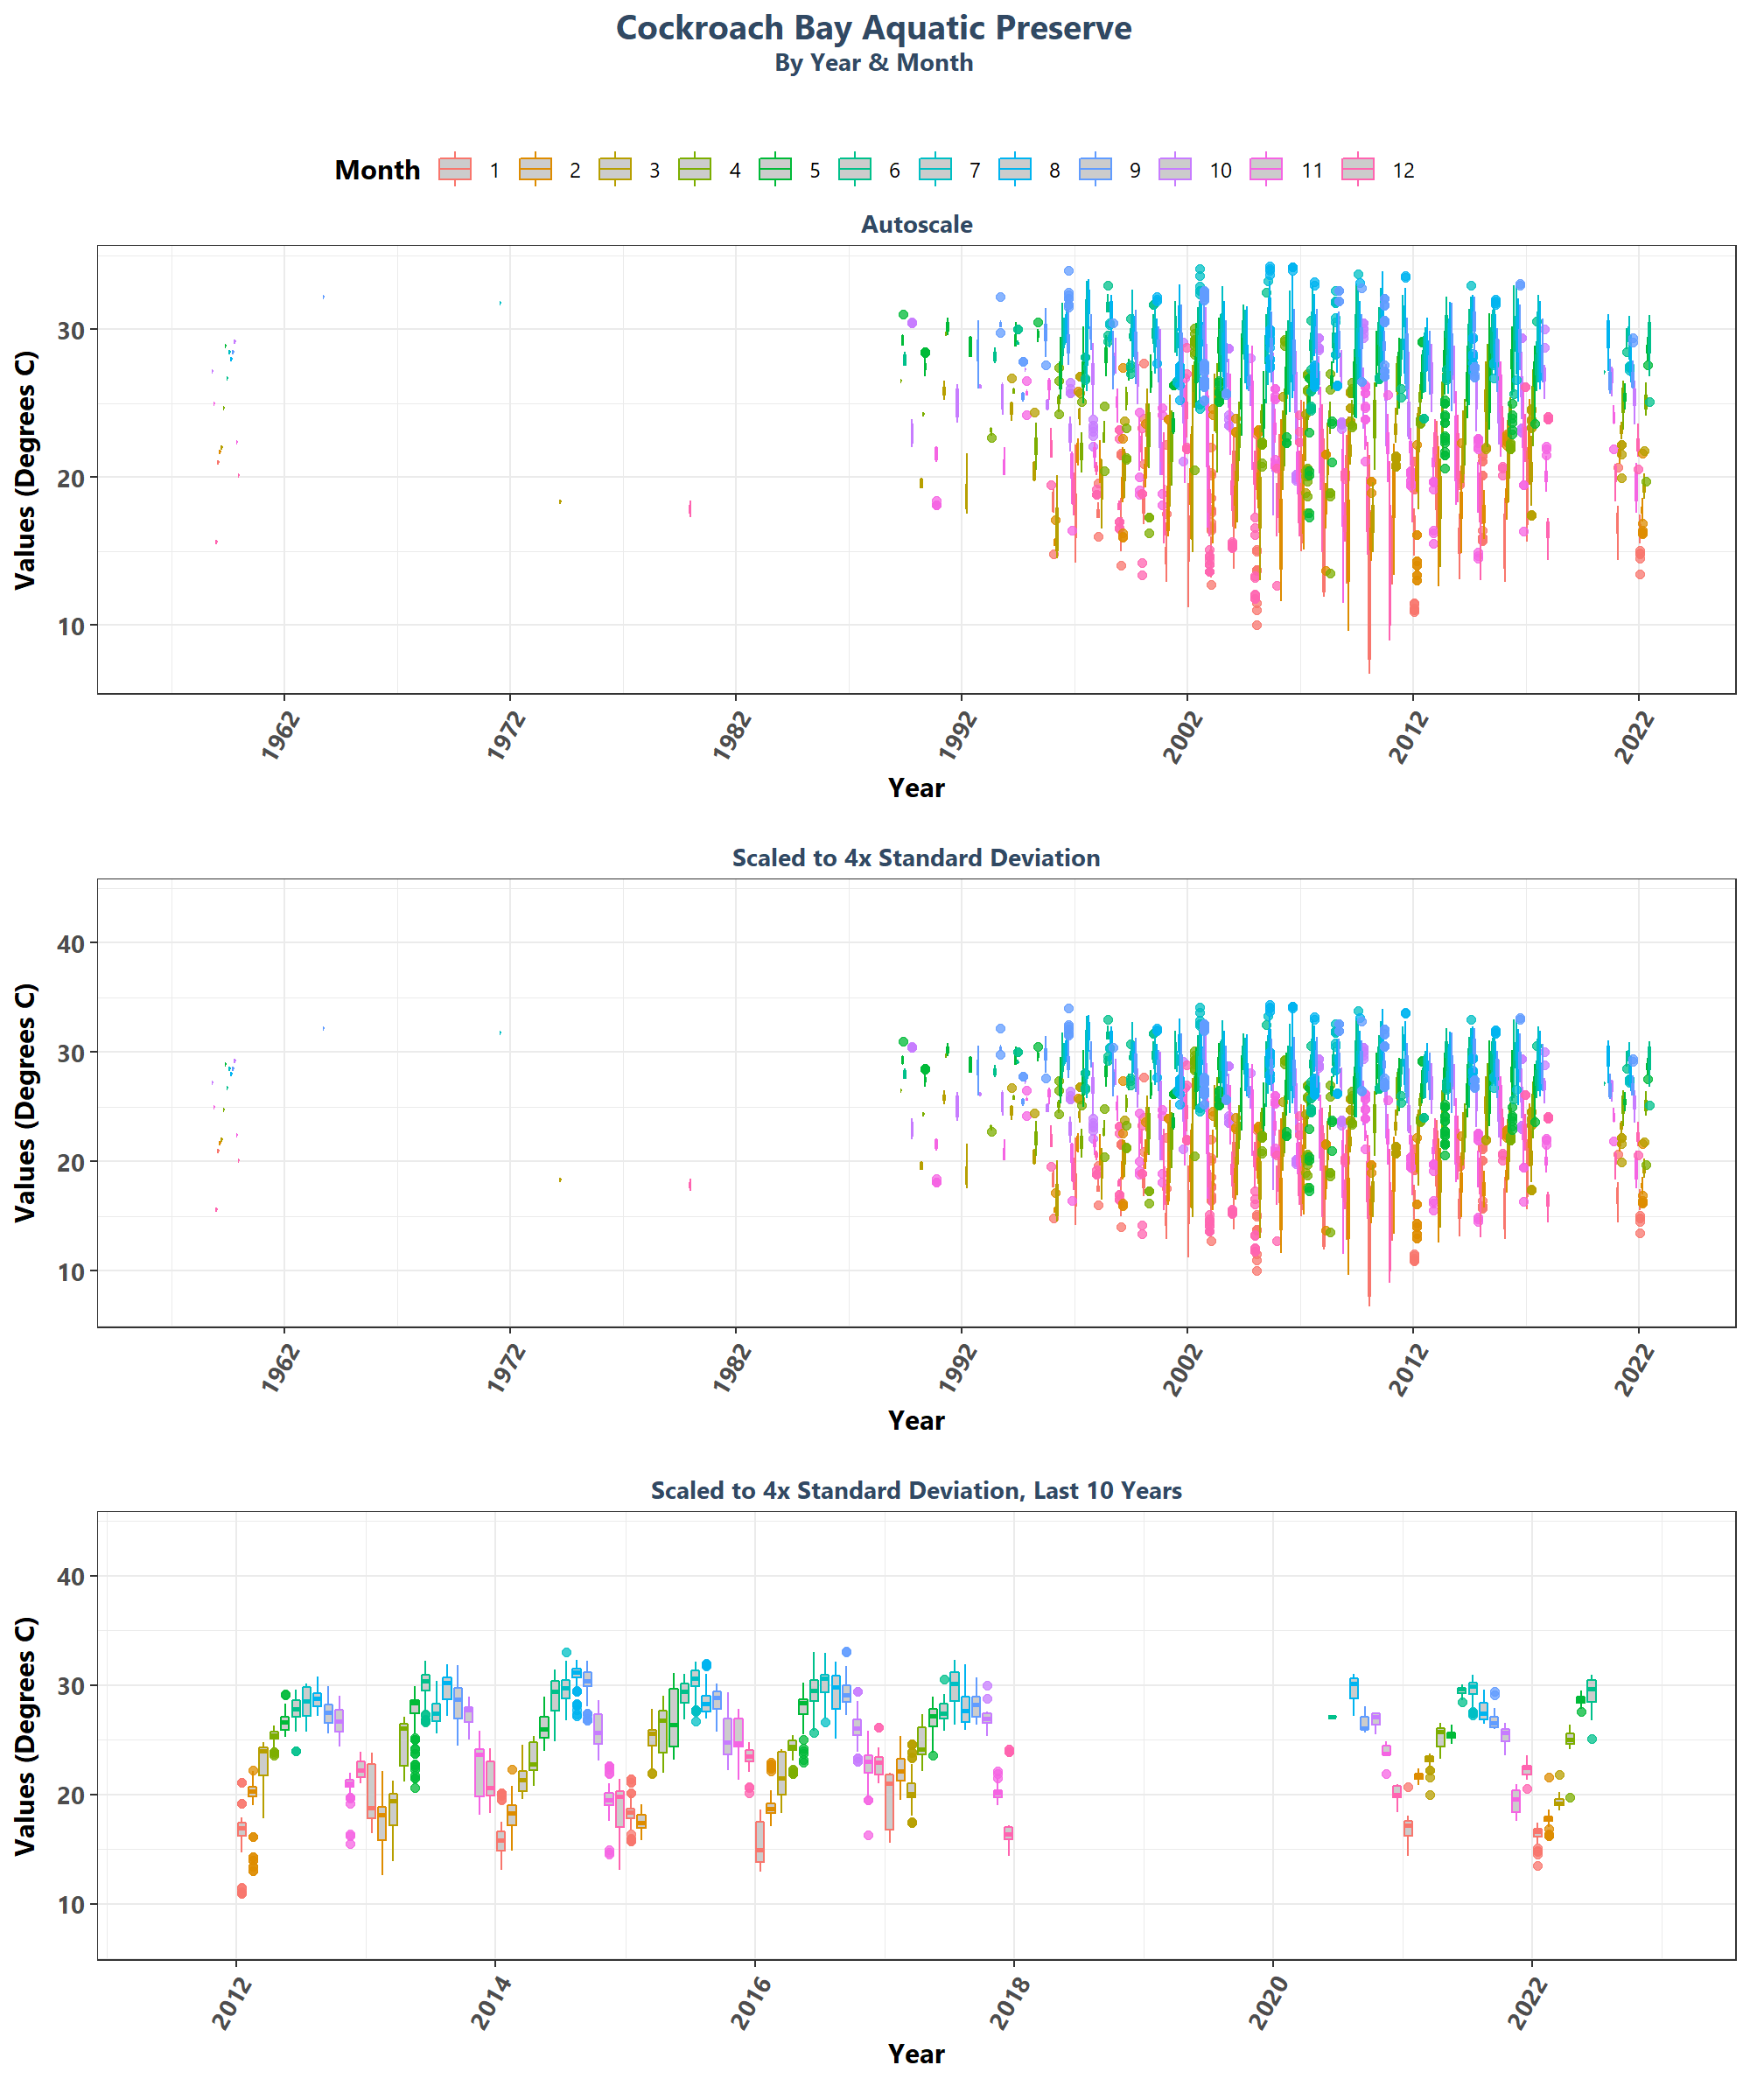 Cockroach Bay Aquatic Preserve
By Year & Month
Month 1 2 3 4 5 6 7 8 9 10 11 12
Autoscale
Values (Degrees C)
30
20
10
1962 1972 1982 1992 2002 2012 2022
Year
Scaled to 4x Standard Deviation
Values (Degrees C)
40
30
20
10
1962 1972 1982 1992 2002 2012 2022
Year
Scaled to 4x Standard Deviation, Last 10 Years
Values (Degrees C)
40
30
20
10
2012 2014 2016 2018 2020 2022
Year